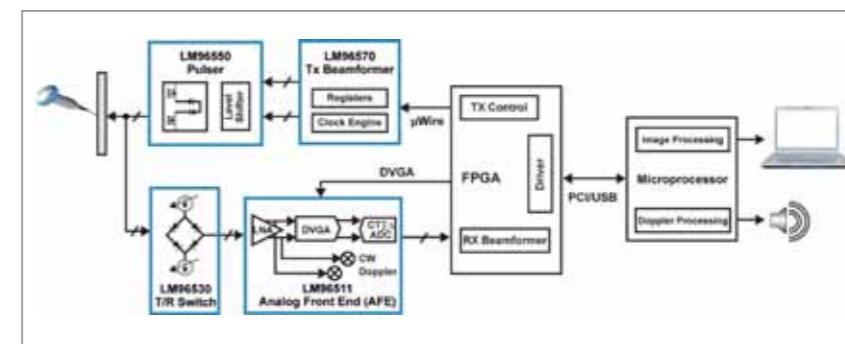 LM96550
Pulser
Level
Shifter
LM96570
Tx Beamformer
Registers
Clock Engine
µWire
TX Control
FPGA
Driver
RX Beamformer
PCI/USB
Image Processing
Microprocessor
Doppler Processing
DVGA
LM96530
T/R Switch
LNA
DVGA
CTΣΔ
ADC
CW
Doppler
LM96511
Analog Front End (AFE)